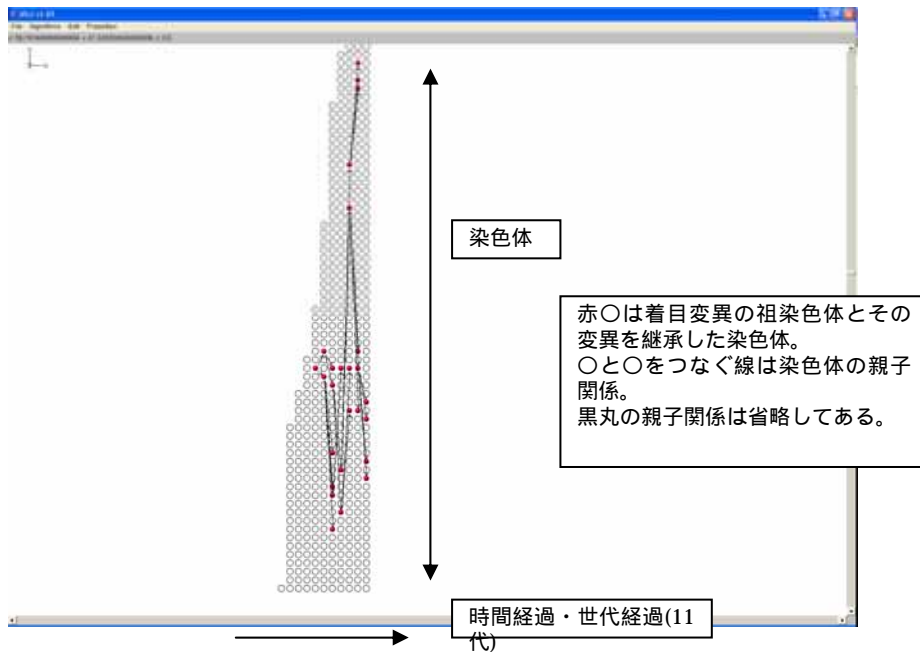 染色体
赤○は着目変異の祖染色体とその
変異を継承した染色体。
○と○をつなぐ線は染色体の親子
関係。
黒丸の親子関係は省略してある。
時間経過・世代経過(11
代)